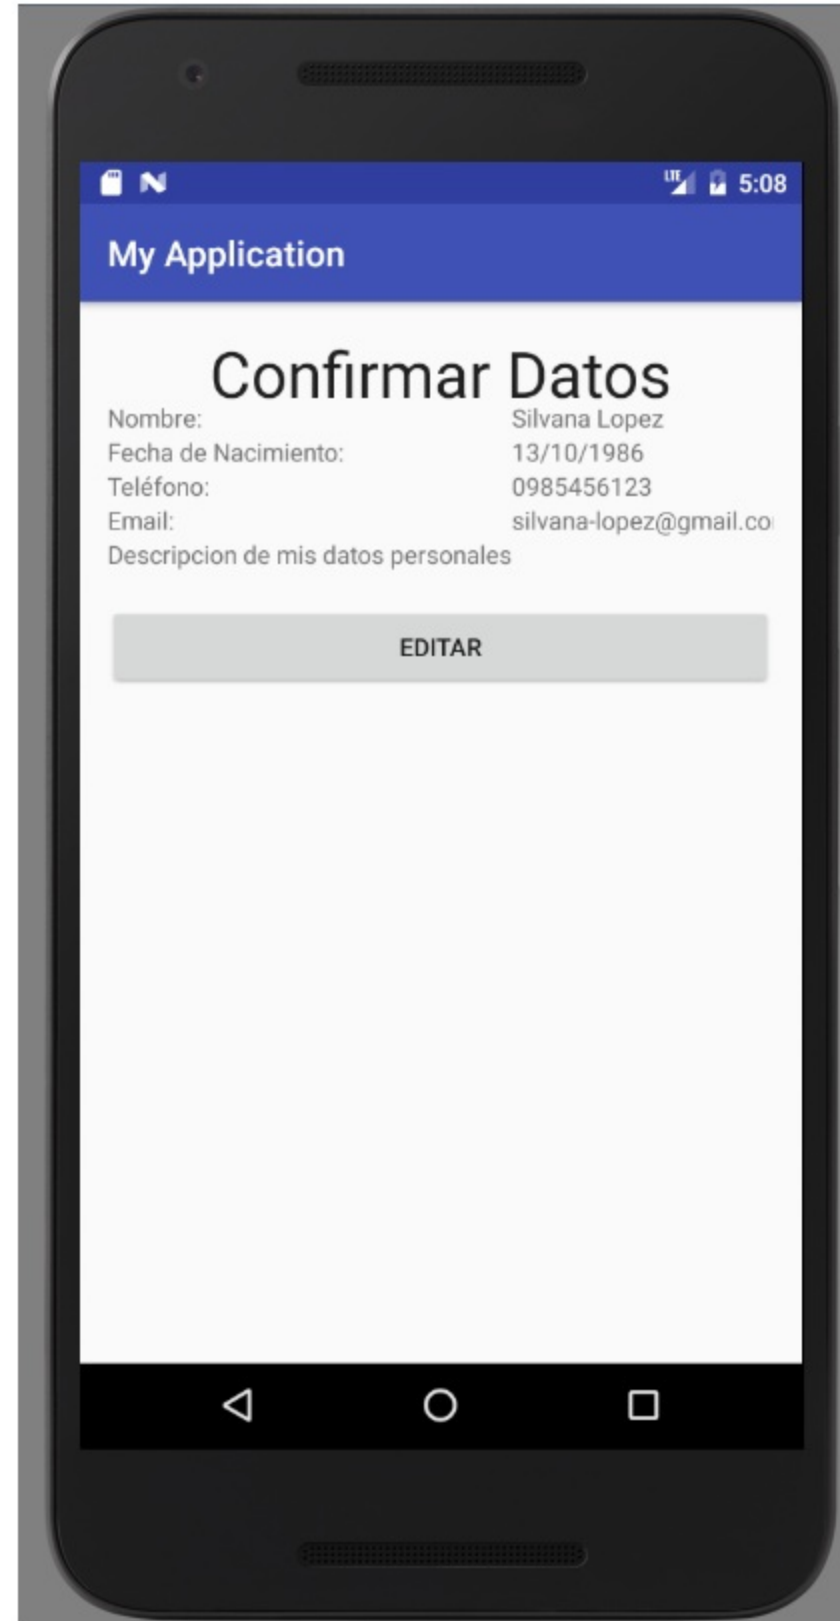 LTE 5:08
My Application
Confirmar Datos
Nombre: Silvana Lopez
Fecha de Nacimiento: 13/10/1986
Teléfono: 0985456123
Email: silvana-lopez@gmail.co
Descripcion de mis datos personales
EDITAR